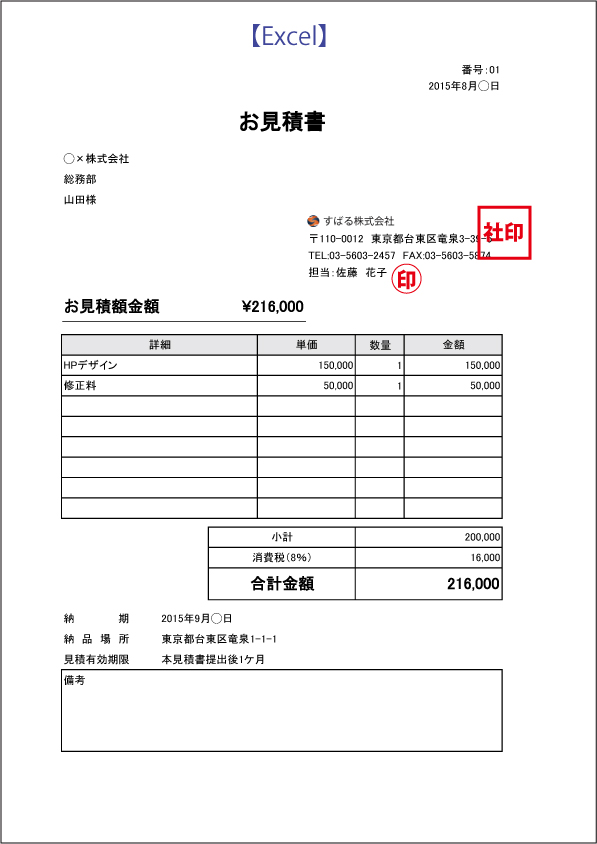 【Excel】
番号:01
2015年8月◯日
お見積書
◯×株式会社
総務部
山田様
すばる株式会社
〒110-0012 東京都台東区竜泉3-39-
社印
TEL:03-5603-2457 FAX:03-5603-5874
担当:佐藤 花子
印
お見積額金額 ¥216,000
詳細 単価 数量 金額
HPデザイン 150,000 1 150,000
修正料 50,000 1 50,000
小計 200,000
消費税(8%) 16,000
合計金額 216,000
納期 2015年9月◯日
納品場所 東京都台東区竜泉1-1-1
見積有効期限 本見積書提出後1ケ月
備考